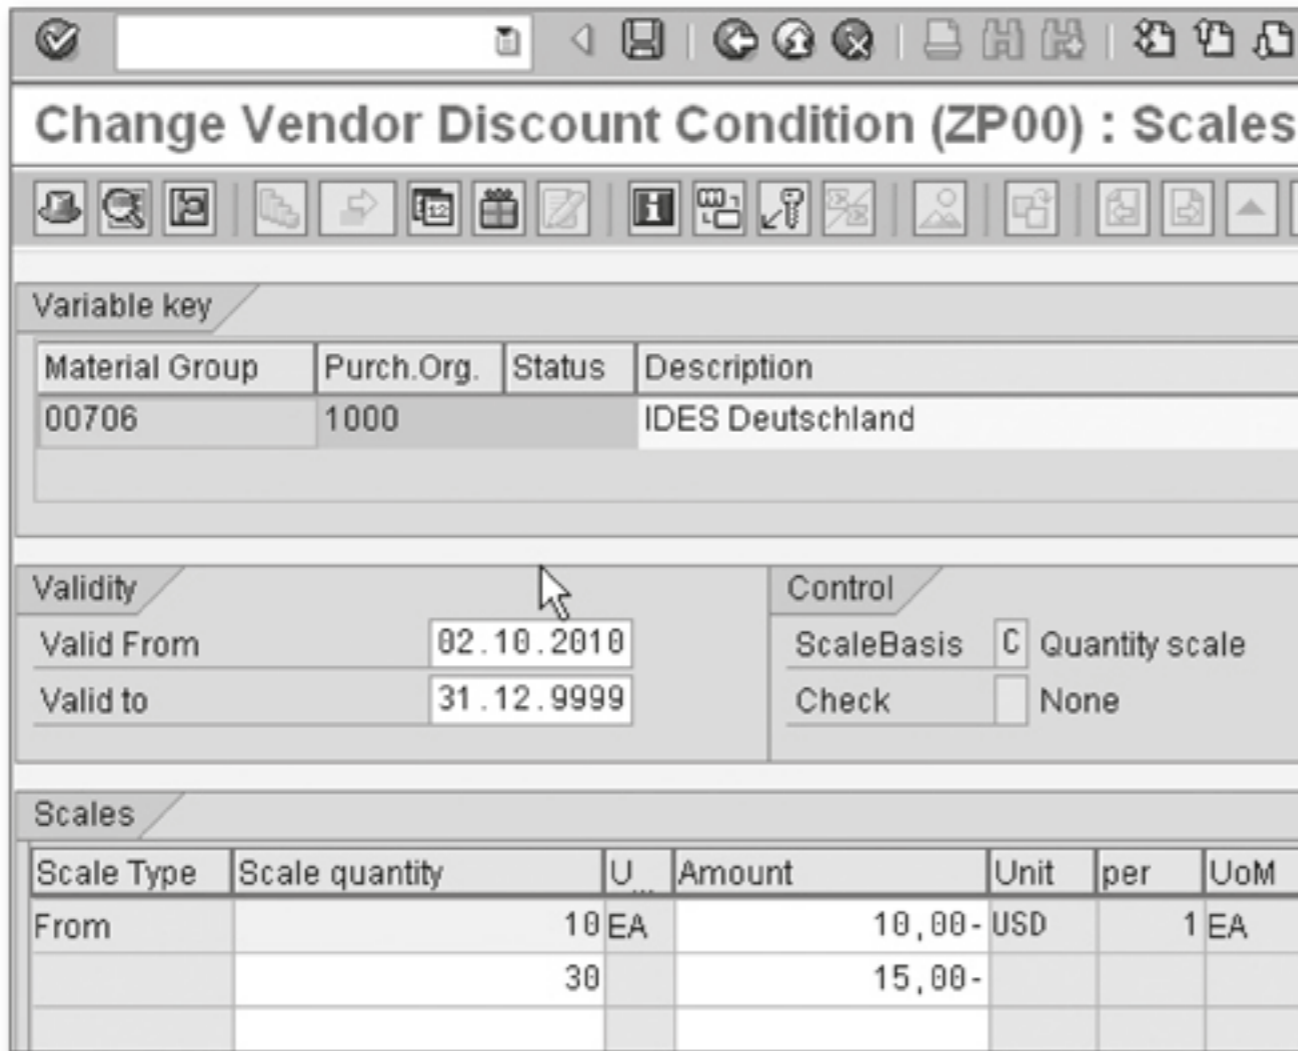 Change Vendor Discount Condition (ZP00) : Scales
Variable key
Material Group Purch.Org. Status Description
00706 1000 IDES Deutschland
Validity Control
Valid From 02.10.2010 ScaleBasis C Quantity scale
Valid to 31.12.9999 Check None
Scales
Scale Type Scale quantity U... Amount Unit per UoM
From 10 EA 10,00- USD 1 EA
30 15,00-